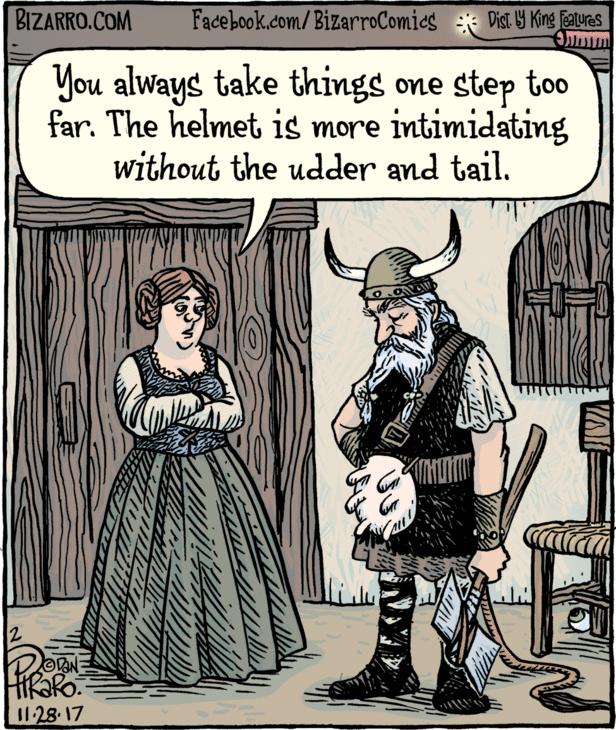 BIZARRO.COM Facebook.com/BizarroComics Dist. by King Features
You always take things one step too
far. The helmet is more intimidating
without the udder and tail.
2
© DAN
PIRARO.
11·28·17